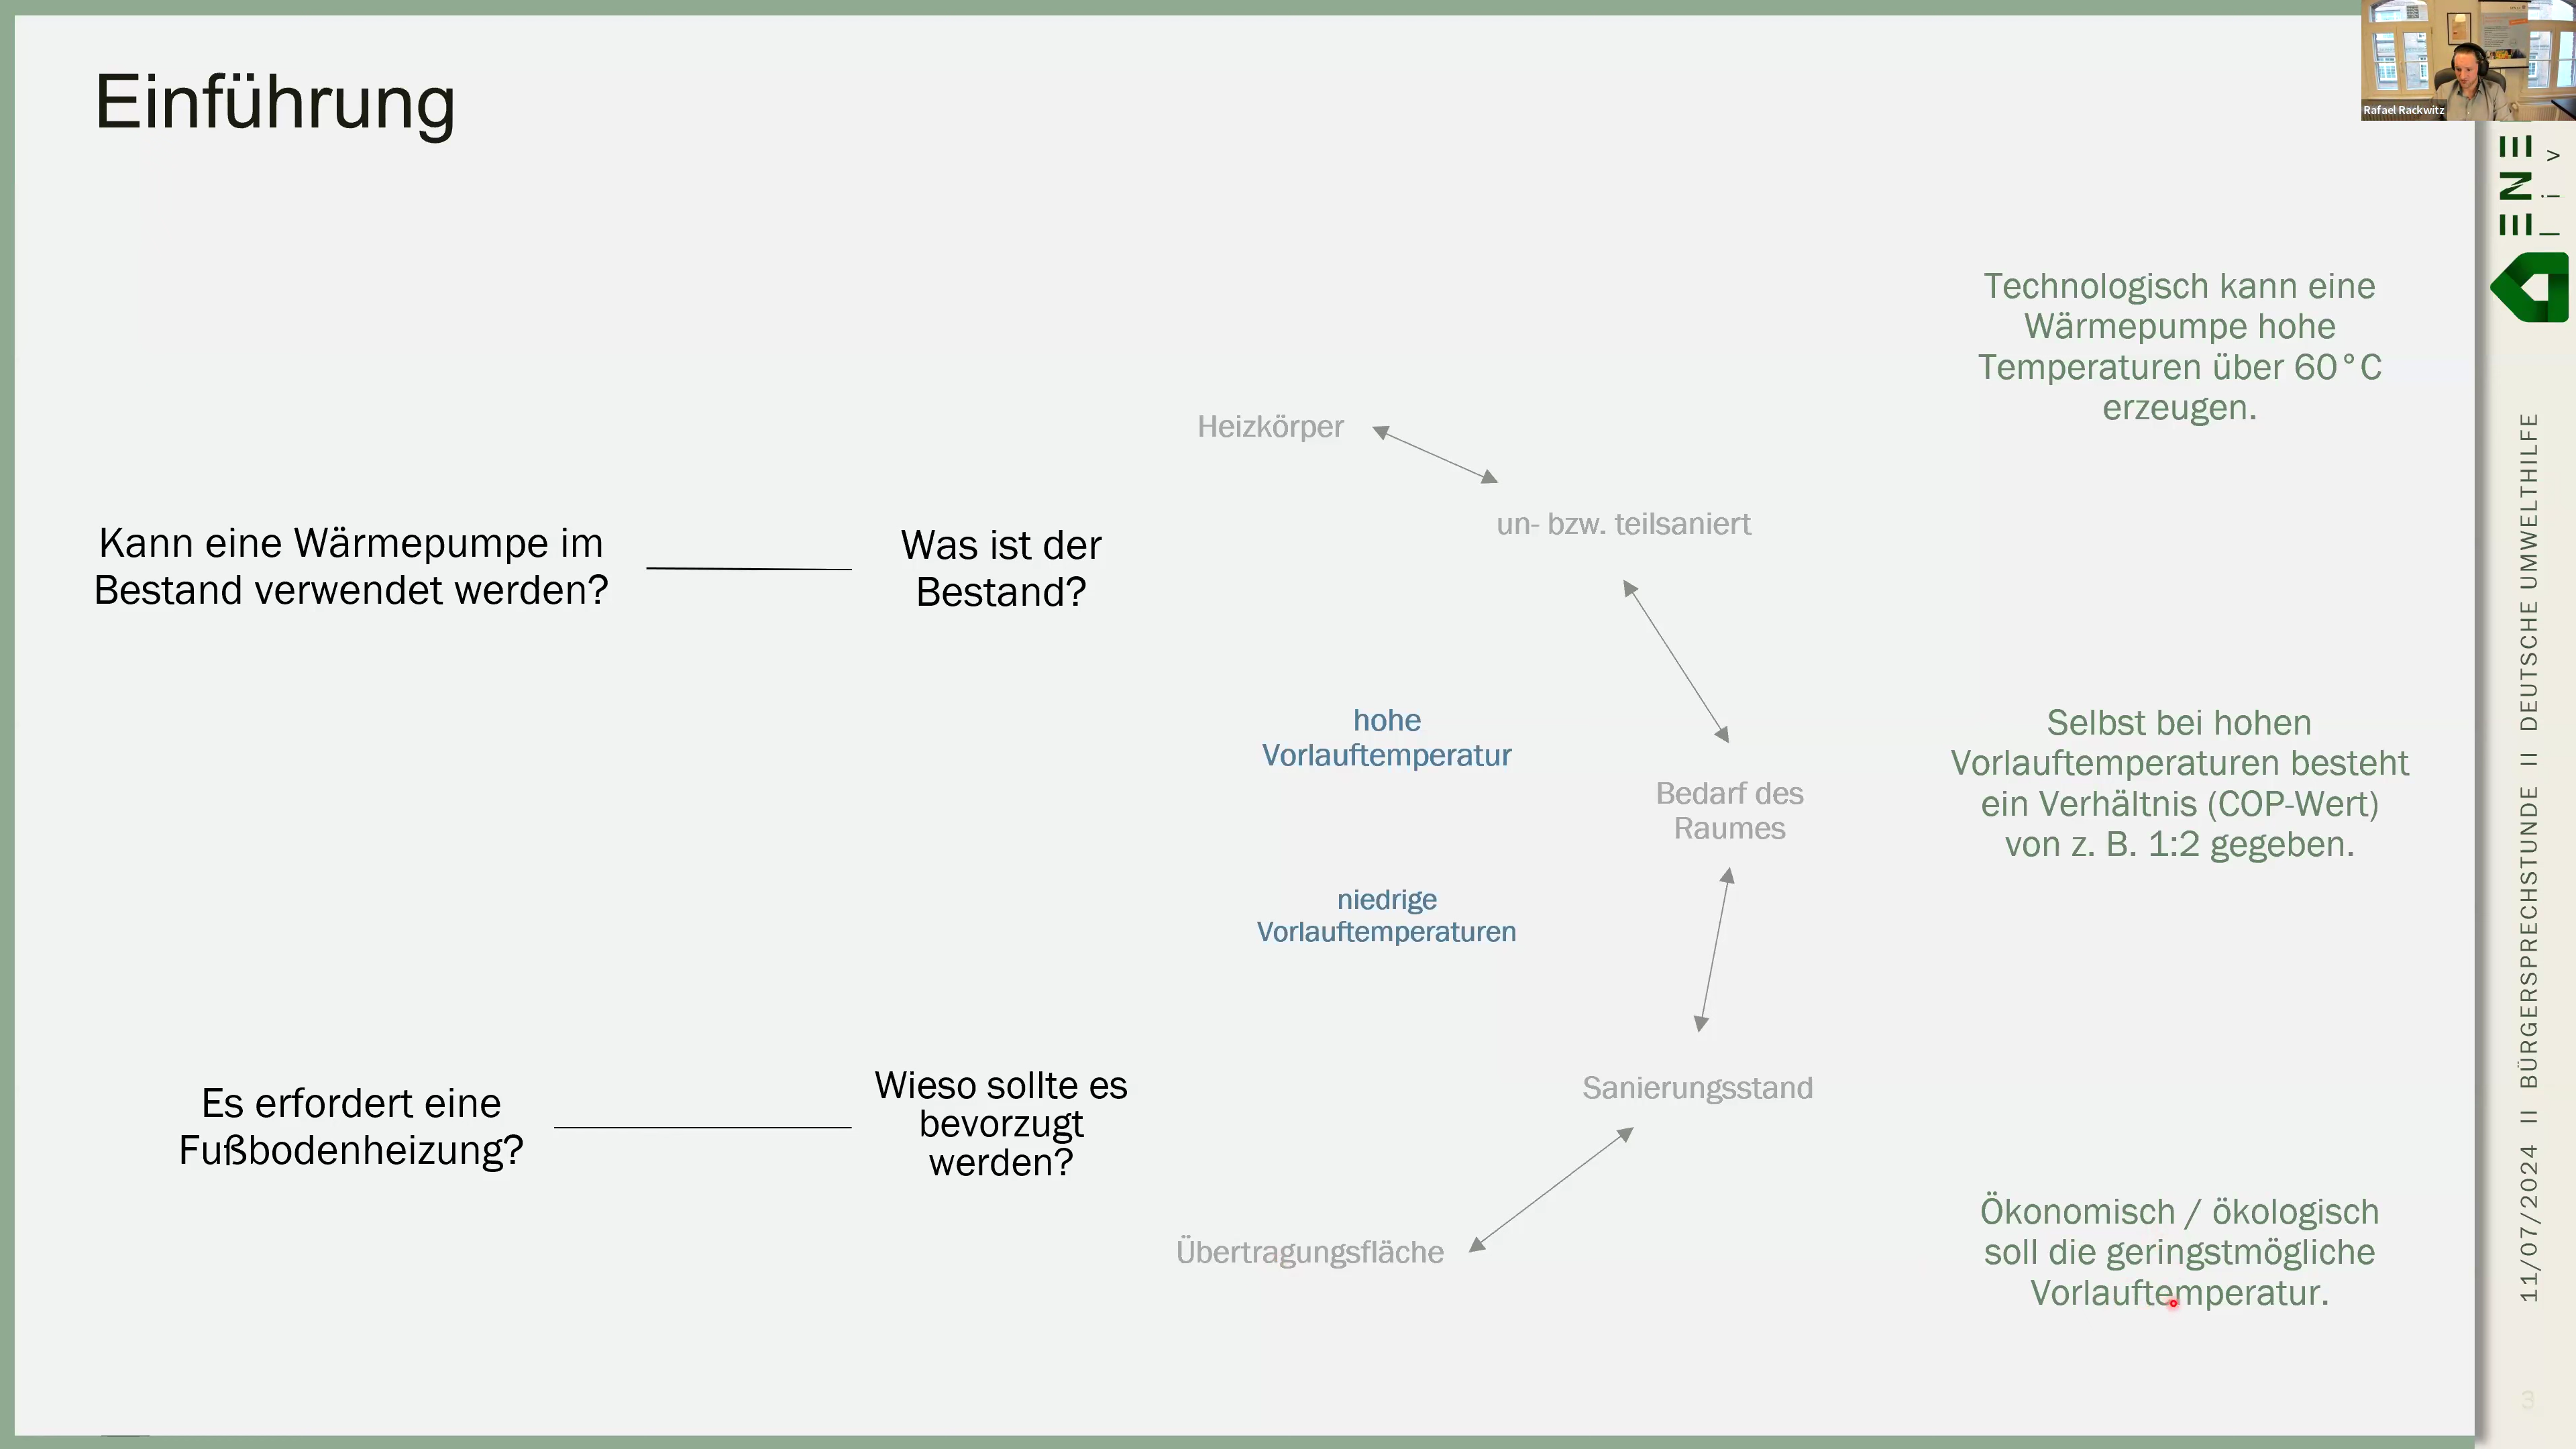 Einführung
Rafael Rackwitz
Kann eine Wärmepumpe im
Bestand verwendet werden?
Was ist der
Bestand?
Es erfordert eine
Fußbodenheizung?
Wieso sollte es
bevorzugt
werden?
Heizkörper
un- bzw. teilsaniert
hohe
Vorlauftemperatur
Bedarf des
Raumes
niedrige
Vorlauftemperaturen
Sanierungsstand
Übertragungsfläche
Technologisch kann eine
Wärmepumpe hohe
Temperaturen über 60°C
erzeugen.
Selbst bei hohen
Vorlauftemperaturen besteht
ein Verhältnis (COP-Wert)
von z. B. 1:2 gegeben.
Ökonomisch / ökologisch
soll die geringstmögliche
Vorlauftemperatur.
ENE
liv
11/07/2024 II BÜRGERSPRECHSTUNDE II DEUTSCHE UMWELTHILFE
3